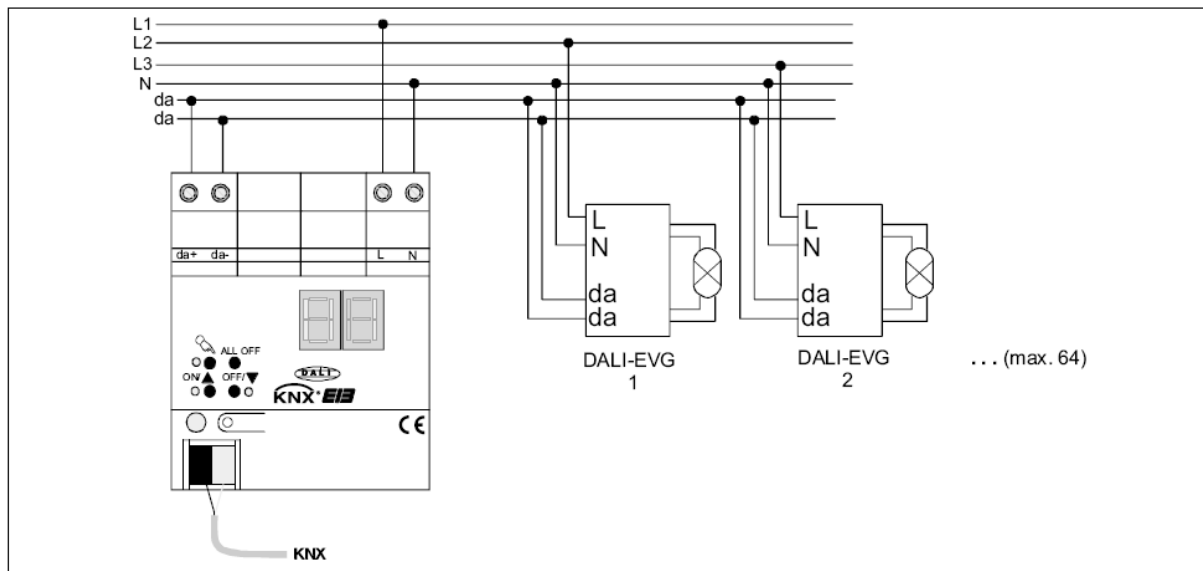 L1
L2
L3
N
da
da
da+ da- L N
ALL OFF
ON/▲ OFF/▼
DALI
KNX® EIB
CE
KNX
L
N
da
da
DALI-EVG
1
L
N
da
da
DALI-EVG
2
... (max. 64)